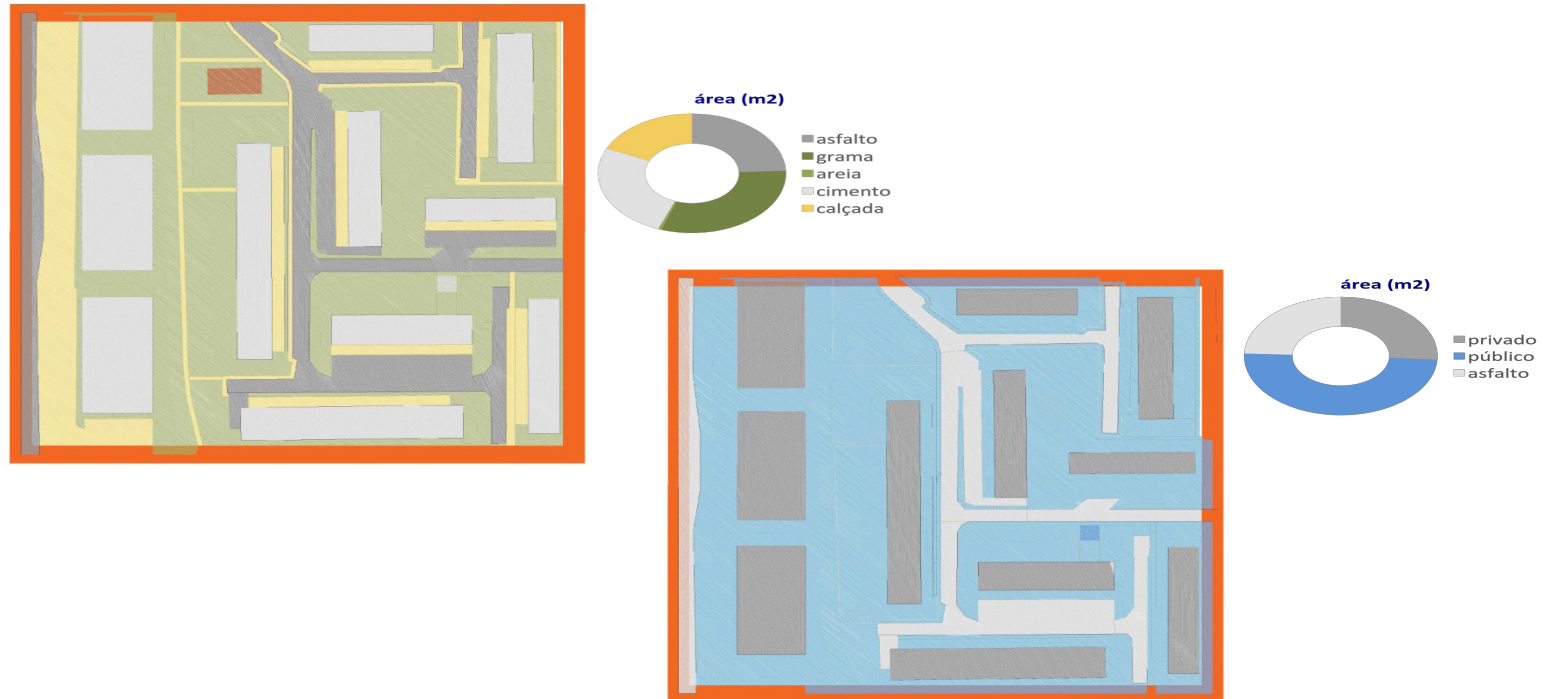 área (m2)
asfalto
grama
areia
cimento
calçada
área (m2)
privado
público
asfalto